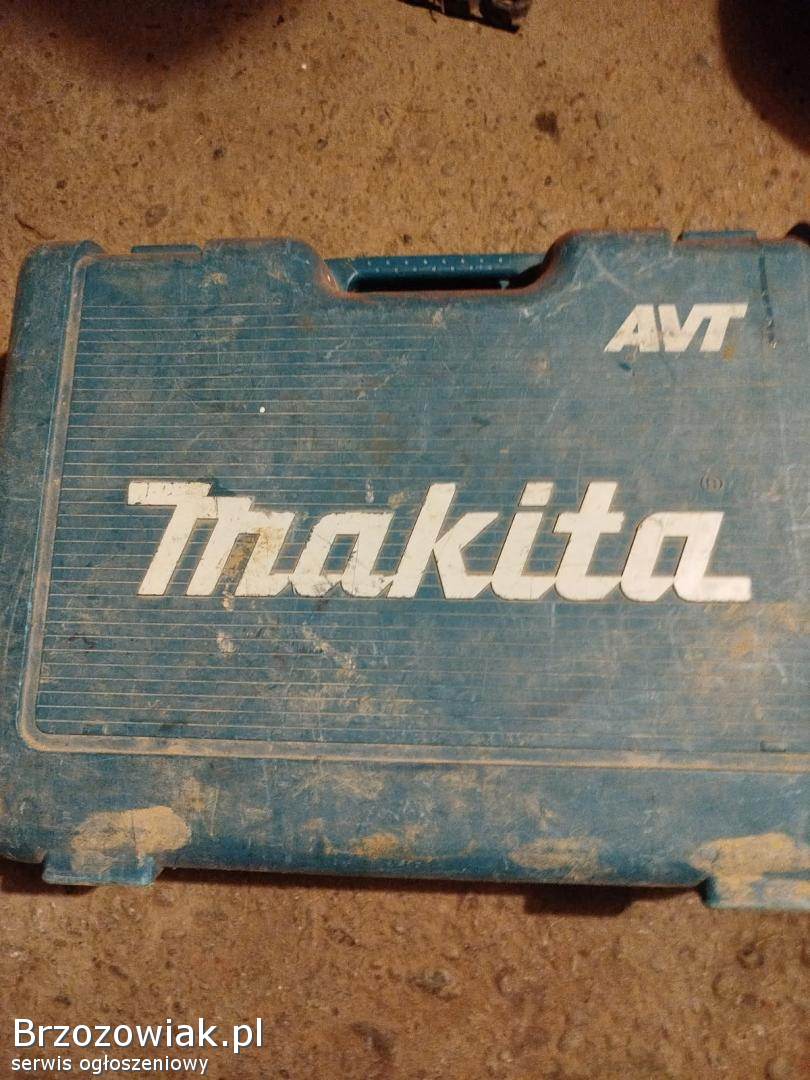 AVT
makita
Brzozowiak.pl
serwis ogłoszeniowy